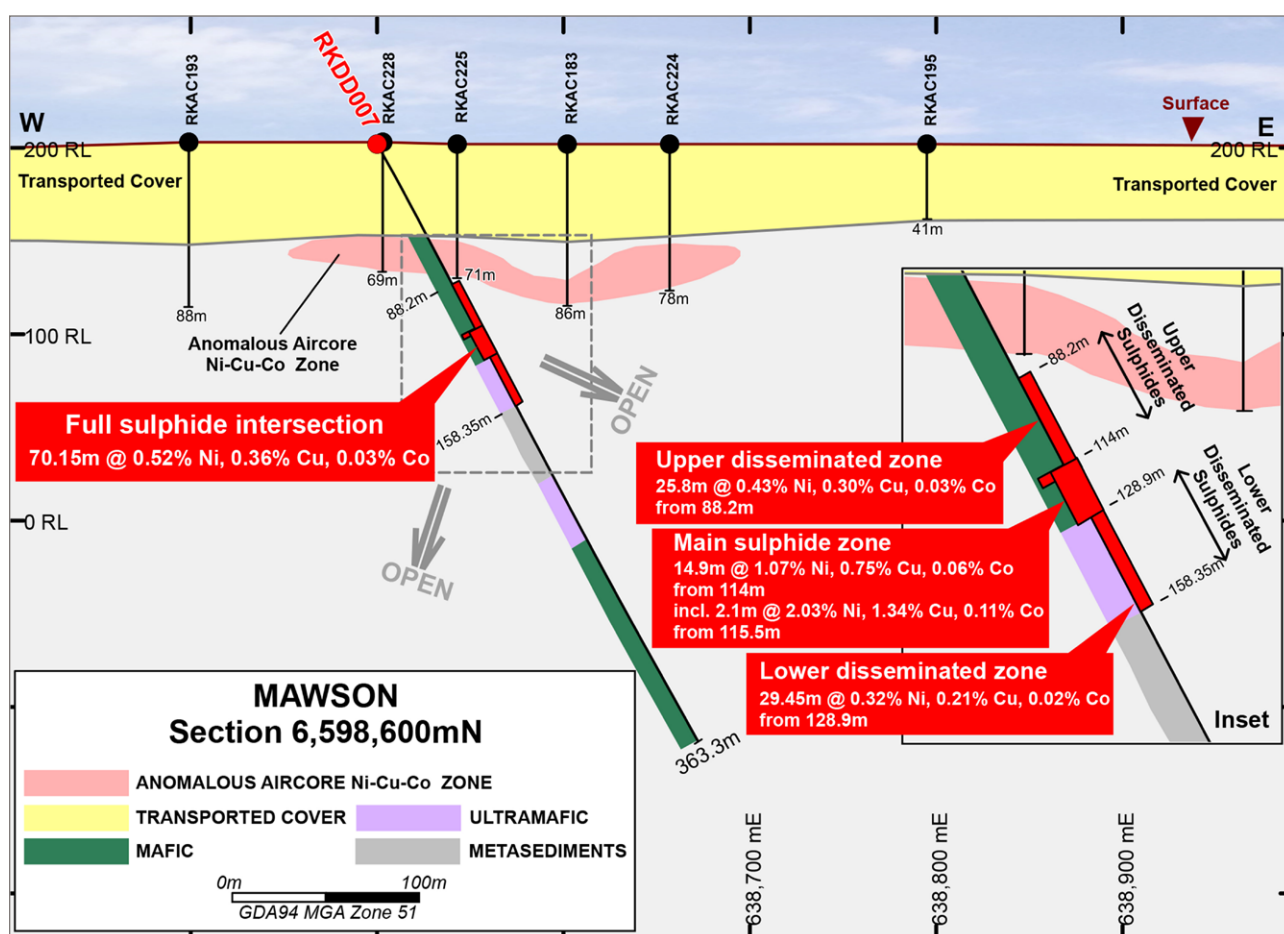 RKAC193
RKDD007
RKAC228
RKAC225
RKAC183
RKAC224
RKAC195
Surface
W
E
200 RL
200 RL
Transported Cover
Transported Cover
41m
69m
71m
88.2m
88m
86m
78m
100 RL
Anomalous Aircore
Ni-Cu-Co Zone
OPEN
Full sulphide intersection
70.15m @ 0.52% Ni, 0.36% Cu, 0.03% Co
158.35m
0 RL
OPEN
363.3m
88.2m
Upper
Disseminated
Sulphides
114m
128.9m
Lower
Disseminated
Sulphides
158.35m
Upper disseminated zone
25.8m @ 0.43% Ni, 0.30% Cu, 0.03% Co
from 88.2m
Main sulphide zone
14.9m @ 1.07% Ni, 0.75% Cu, 0.06% Co
from 114m
incl. 2.1m @ 2.03% Ni, 1.34% Cu, 0.11% Co
from 115.5m
Lower disseminated zone
29.45m @ 0.32% Ni, 0.21% Cu, 0.02% Co
from 128.9m
Inset
MAWSON
Section 6,598,600mN
ANOMALOUS AIRCORE Ni-Cu-Co ZONE
TRANSPORTED COVER
ULTRAMAFIC
MAFIC
METASEDIMENTS
0m
100m
GDA94 MGA Zone 51
638,700 mE
638,800 mE
638,900 mE